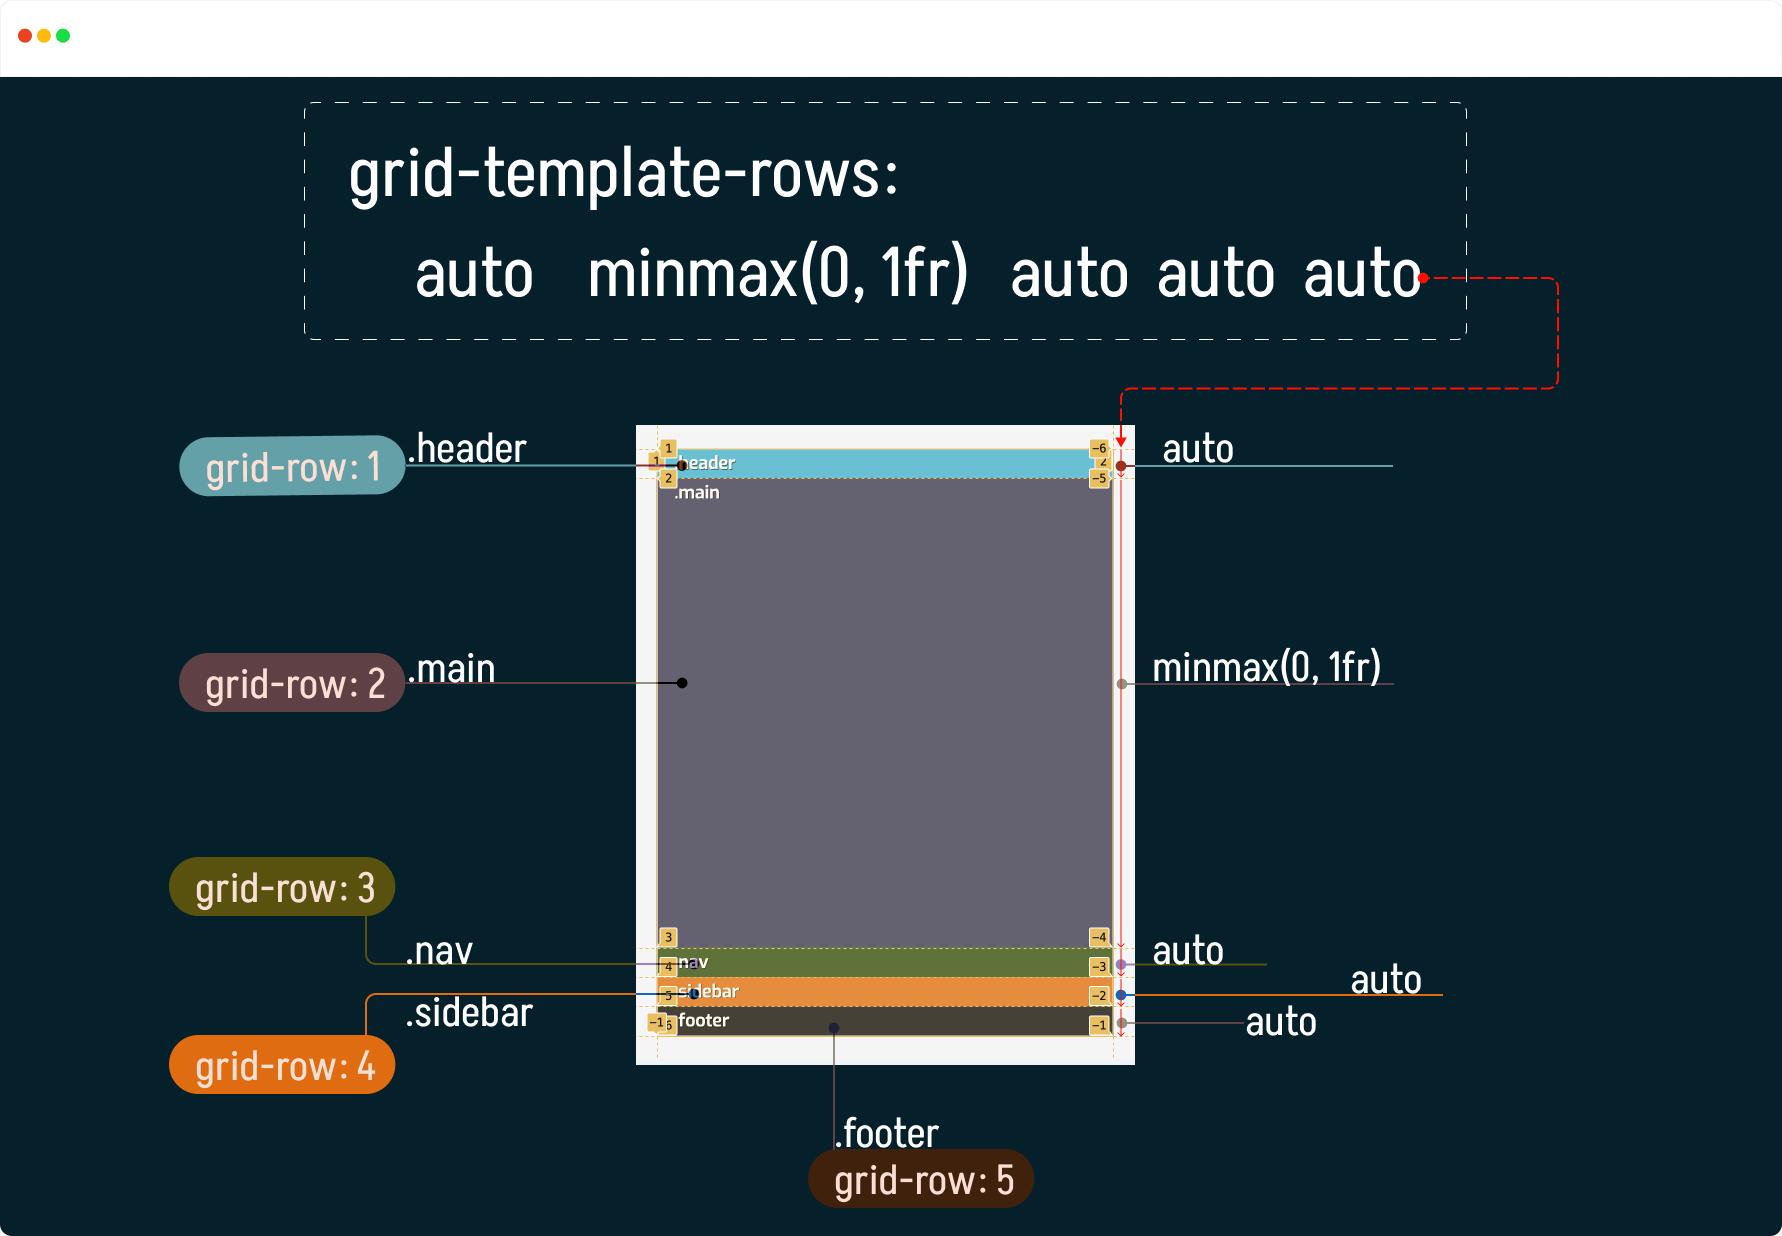 grid-template-rows:
auto minmax(0, 1fr) auto auto auto
grid-row: 1
.header
1
1
header
-6
2
-5
auto
2
.main
grid-row: 2
.main
minmax(0, 1fr)
grid-row: 3
3
-4
.nav
4
nav
-3
auto
.sidebar
5
sidebar
-2
auto
-1
6
footer
-1
auto
grid-row: 4
.footer
grid-row: 5